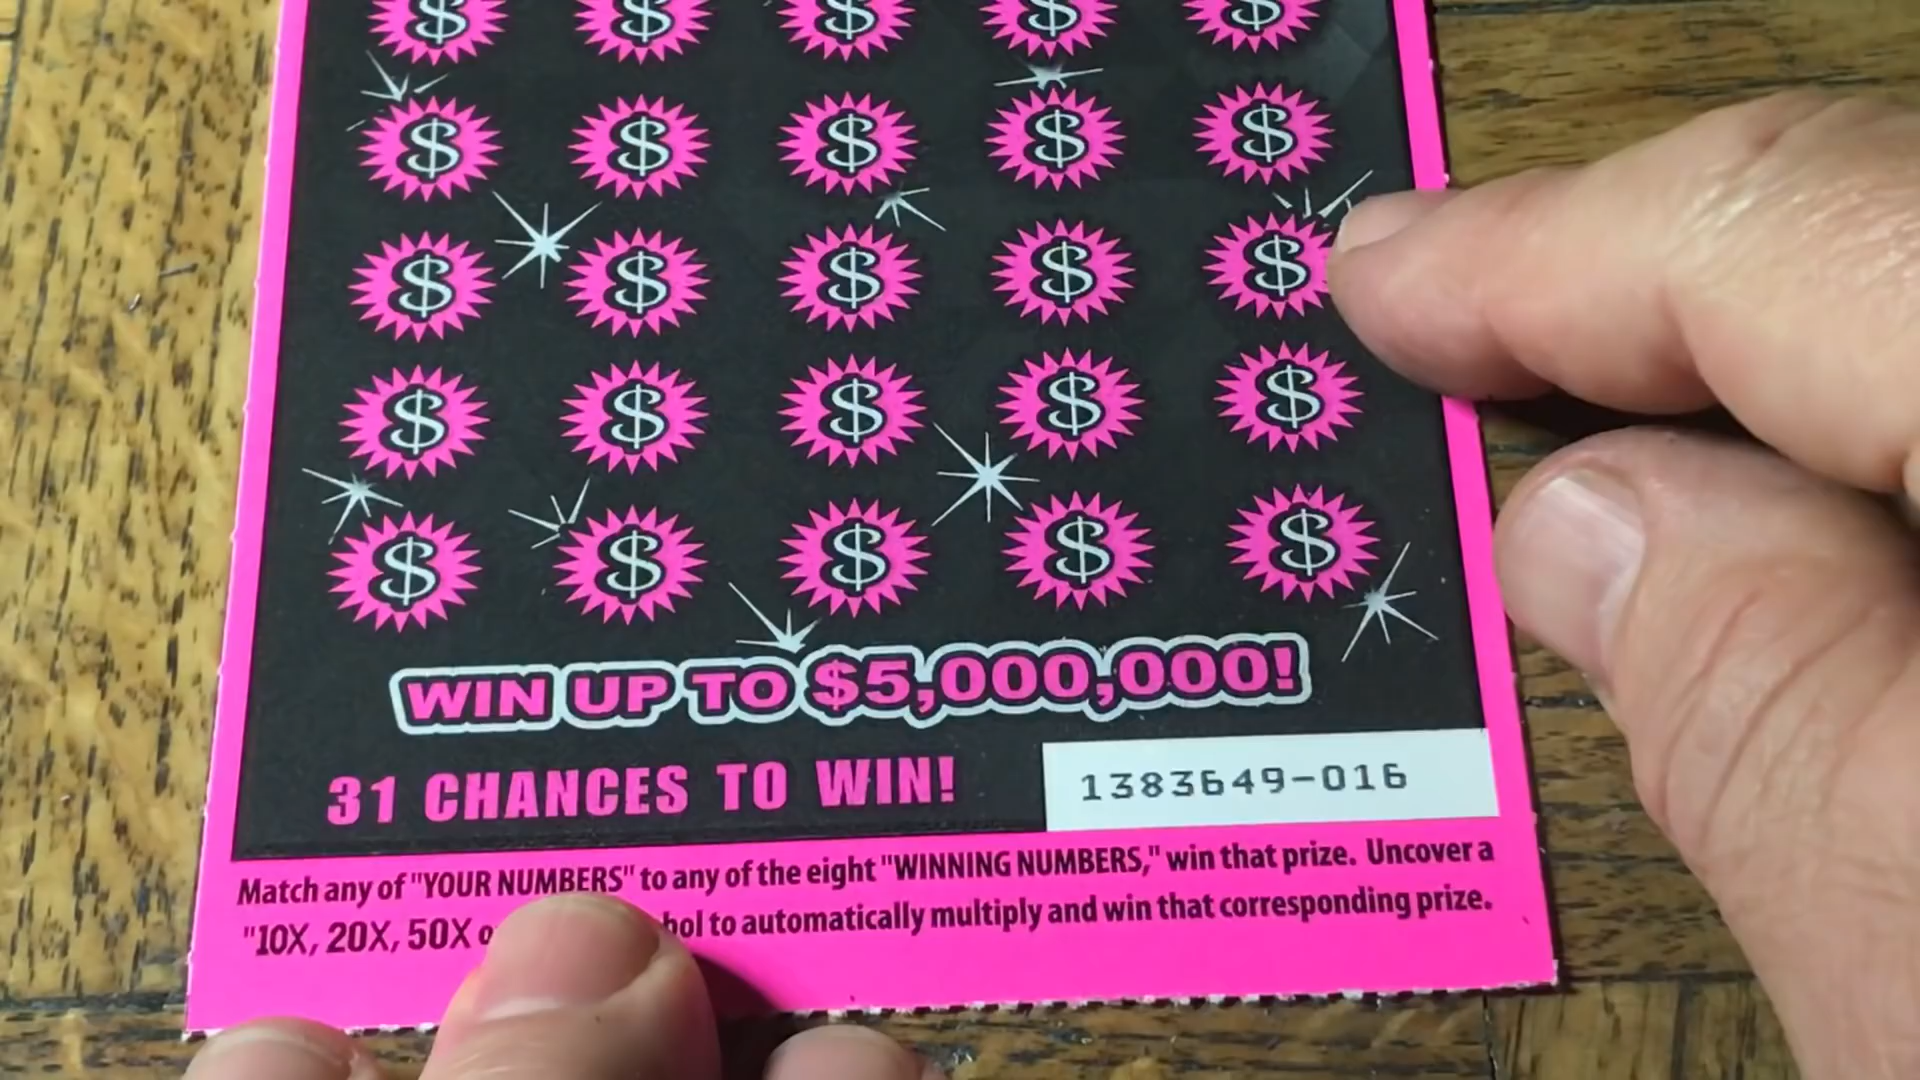 $ $ $ $ $
$ $ $ $ $
$ $ $ $ $
$ $ $ $ $
$ $ $ $ $
WIN UP TO $5,000,000!
31 CHANCES TO WIN!
1383649-016
Match any of "YOUR NUMBERS" to any of the eight "WINNING NUMBERS," win that prize. Uncover a
"10X, 20X, 50X to automatically multiply and win that corresponding prize.